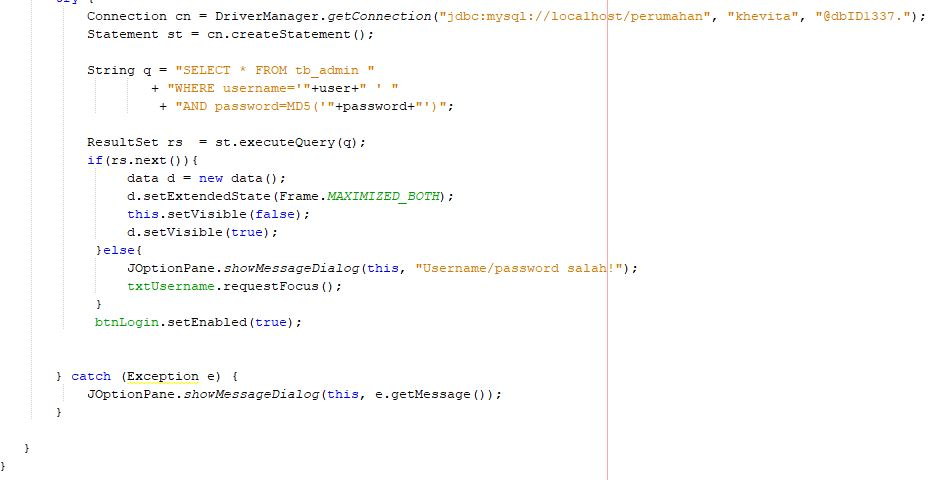 try {
Connection cn = DriverManager.getConnection("jdbc:mysql://localhost/perumahan", "khevita", "@dbID1337.");
Statement st = cn.createStatement();
String q = "SELECT * FROM tb_admin "
+ "WHERE username='"+user+" ' "
+ "AND password=MD5('"+password+"')";
ResultSet rs  = st.executeQuery(q);
if(rs.next()){
data d = new data();
d.setExtendedState(Frame.MAXIMIZED_BOTH);
this.setVisible(false);
d.setVisible(true);
}else{
JOptionPane.showMessageDialog(this, "Username/password salah!");
txtUsername.requestFocus();
}
btnLogin.setEnabled(true);
} catch (Exception e) {
JOptionPane.showMessageDialog(this, e.getMessage());
}
}
}